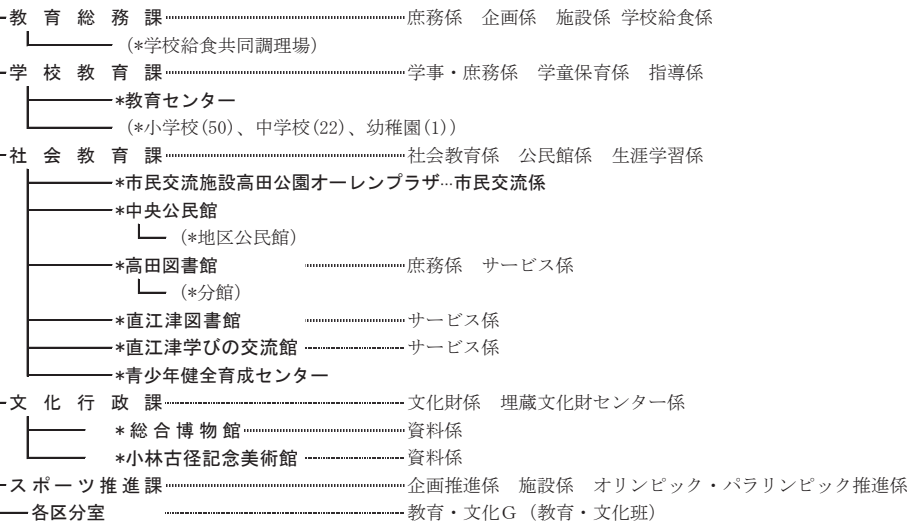 教育総務課 庶務係 企画係 施設係 学校給食係
(*学校給食共同調理場)
学校教育課 学事・庶務係 学童保育係 指導係
*教育センター
(*小学校(50)、中学校(22)、幼稚園(1))
社会教育課 社会教育係 公民館係 生涯学習係
*市民交流施設高田公園オーレンプラザ…市民交流係
*中央公民館
(*地区公民館)
*高田図書館 庶務係 サービス係
(*分館)
*直江津図書館 サービス係
*直江津学びの交流館 サービス係
*青少年健全育成センター
文化行政課 文化財係 埋蔵文化財センター係
*総合博物館 資料係
*小林古径記念美術館 資料係
スポーツ推進課 企画推進係 施設係 オリンピック・パラリンピック推進係
各区分室 教育・文化G(教育・文化班)